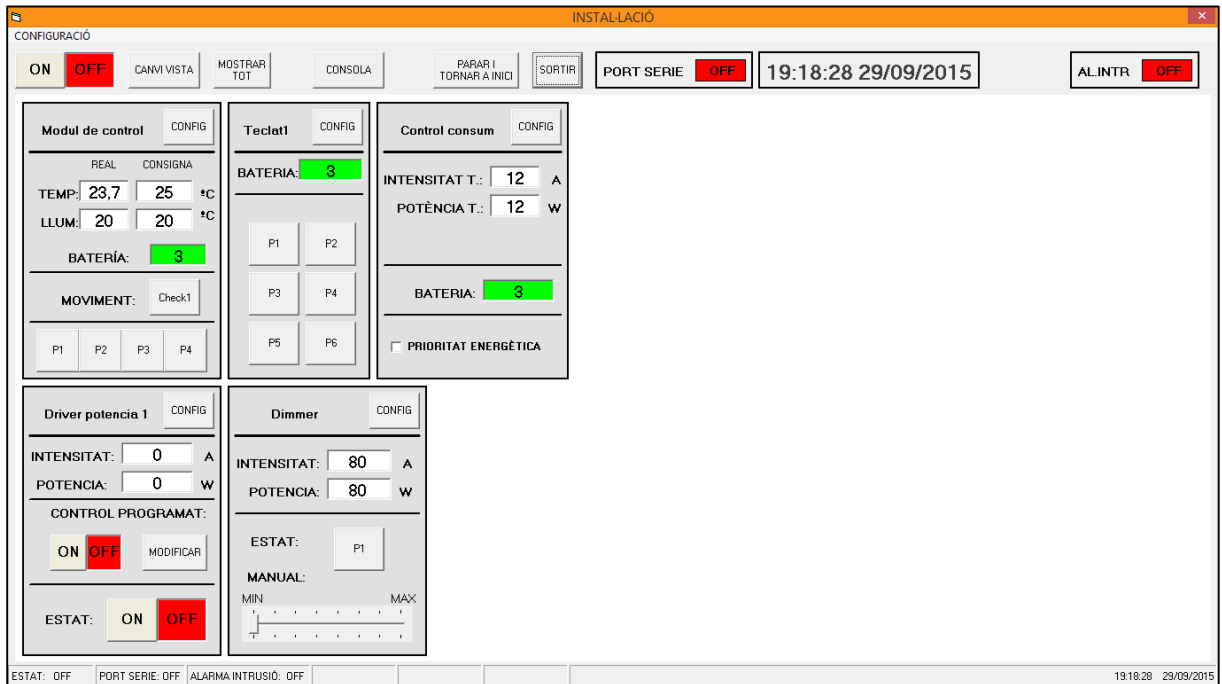 INSTAL·LACIÓ
CONFIGURACIÓ
ON OFF CANVI VISTA MOSTRAR TOT CONSOLA PARAR I TORNAR A INICI SORTIR PORT SERIE OFF 19:18:28 29/09/2015 AL.INTR OFF
Modul de control CONFIG
REAL CONSIGNA
TEMP: 23,7 25 ºC
LLUM: 20 20 ºC
BATERÍA: 3
MOVIMENT: Check1
P1 P2 P3 P4
Teclat1 CONFIG
BATERIA: 3
P1 P2
P3 P4
P5 P6
Control consum CONFIG
INTENSITAT T.: 12 A
POTÈNCIA T.: 12 W
BATERIA: 3
PRIORITAT ENERGÈTICA
Driver potencia 1 CONFIG
INTENSITAT: 0 A
POTENCIA: 0 W
CONTROL PROGRAMAT:
ON OFF MODIFICAR
ESTAT: ON OFF
Dimmer CONFIG
INTENSITAT: 80 A
POTENCIA: 80 W
ESTAT: P1
MANUAL:
MIN MAX
ESTAT: OFF PORT SERIE: OFF ALARMA INTRUSIÓ: OFF 19:18:28 29/09/2015